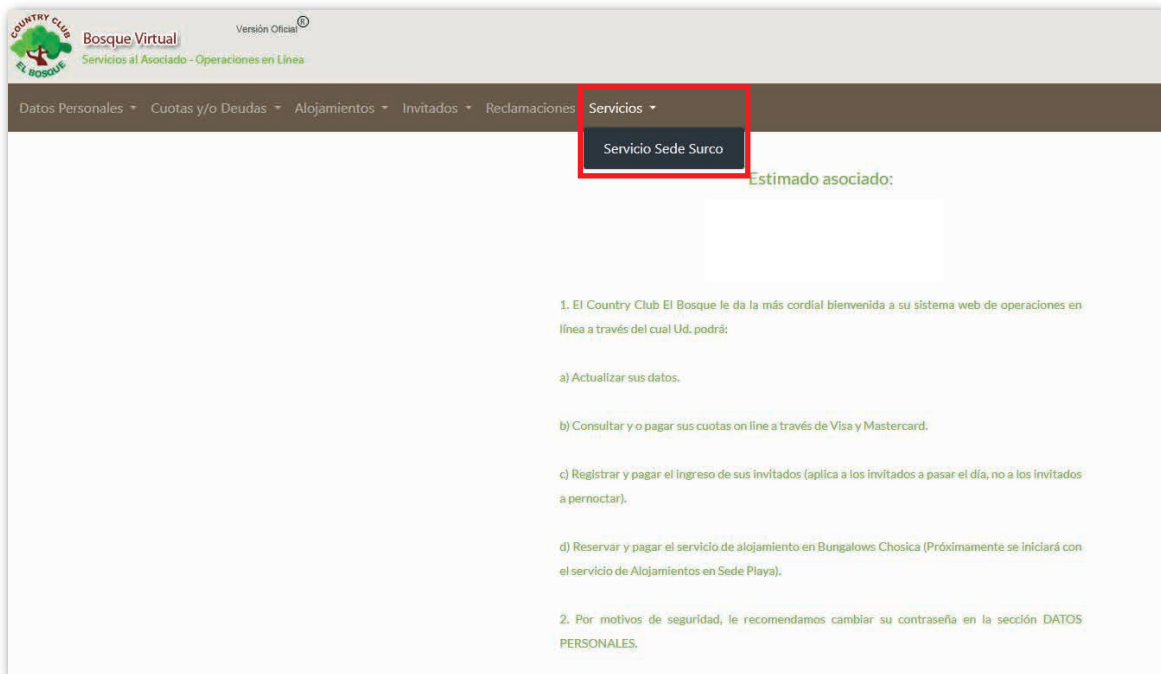 COUNTRY CLUB
EL BOSQUE
Bosque Virtual
Versión Oficial ®
Servicios al Asociado - Operaciones en Línea
Datos Personales Cuotas y/o Deudas Alojamientos Invitados Reclamaciones Servicios
Servicio Sede Surco
Estimado asociado:
1. El Country Club El Bosque le da la más cordial bienvenida a su sistema web de operaciones en
línea a través del cual Ud. podrá:
a) Actualizar sus datos.
b) Consultar y o pagar sus cuotas on line a través de Visa y Mastercard.
c) Registrar y pagar el ingreso de sus invitados (aplica a los invitados a pasar el día, no a los invitados
a pernoctar).
d) Reservar y pagar el servicio de alojamiento en Bungalows Chosica (Próximamente se iniciará con
el servicio de Alojamientos en Sede Playa).
2. Por motivos de seguridad, le recomendamos cambiar su contraseña en la sección DATOS
PERSONALES.